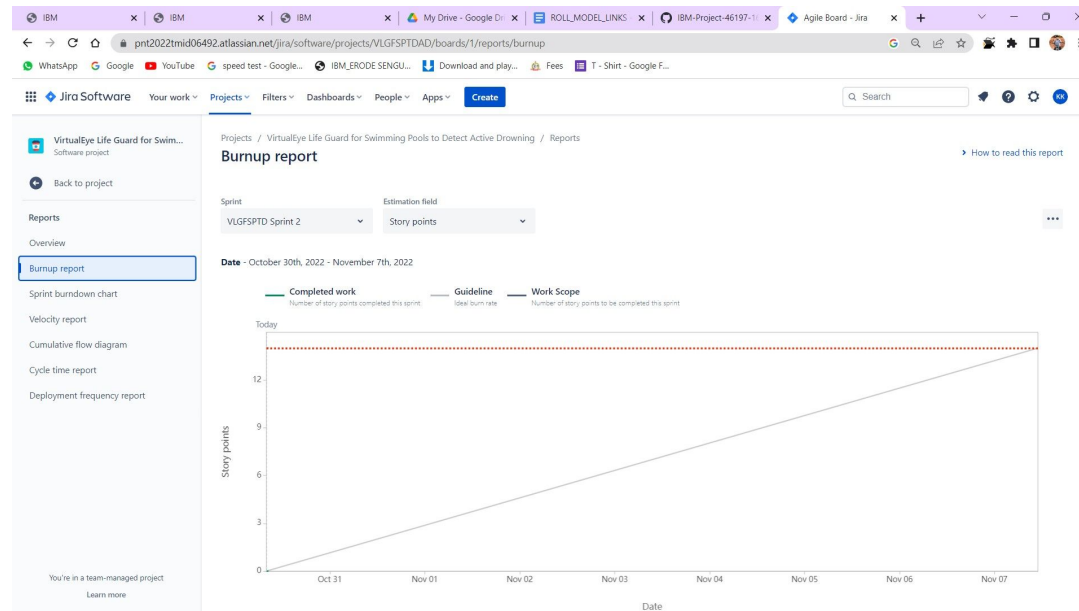 IBM
IBM
IBM
My Drive - Google Dri
ROLL_MODEL_LINKS
IBM-Project-46197-1
Agile Board - Jira
pnt2022tmid06492.atlassian.net/jira/software/projects/VLGFSPTDAD/boards/1/reports/burnup
WhatsApp
Google
YouTube
speed test - Google...
IBM_ERODE SENGU...
Download and play...
Fees
T - Shirt - Google F...
Jira Software
Your work
Projects
Filters
Dashboards
People
Apps
Create
Search
KK
VirtualEye Life Guard for Swim...
Software project
Back to project
Reports
Overview
Burnup report
Sprint burndown chart
Velocity report
Cumulative flow diagram
Cycle time report
Deployment frequency report
You're in a team-managed project
Learn more
Projects / VirtualEye Life Guard for Swimming Pools to Detect Active Drowning / Reports
Burnup report
How to read this report
Sprint
Estimation field
VLGFSPTD Sprint 2
Story points
Date - October 30th, 2022 - November 7th, 2022
Completed work
Number of story points completed this sprint
Guideline
Ideal burn rate
Work Scope
Number of story points to be completed this sprint
Today
12
9
6
3
0
Story points
Oct 31
Nov 01
Nov 02
Nov 03
Nov 04
Nov 05
Nov 06
Nov 07
Date